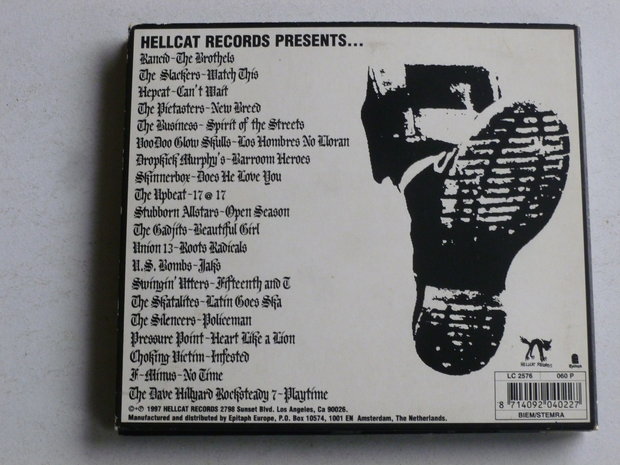 HELLCAT RECORDS PRESENTS...
Rancid-The Brothels
The Slackers-Watch This
Hepcat-Can't Wait
The Pietasters-New Breed
The Business-Spirit of the Streets
VooDoo Glow Skulls-Los Hombres No Lloran
Dropkick Murphy's-Barroom Heroes
Skinnerbox-Does He Love You
The Upbeat-17 @ 17
Stubborn Allstars-Open Season
The Gadjits-Beautiful Girl
Union 13-Roots Radicals
U.S. Bombs-Jaks
Swingin' Utters-Fifteenth and T
The Skatalites-Latin Goes Ska
The Silencers-Policeman
Pressure Point-Heart Like a Lion
Choking Victim-Infested
F-Minus-No Time
The Dave Hillyard Rocksteady 7-Playtime
©+℗ 1997 HELLCAT RECORDS 2798 Sunset Blvd. Los Angeles, Ca 90026.
Manufactured and distributed by Epitaph Europe, P.O. Box 10574, 1001 EN Amsterdam, The Netherlands.
HELLCAT RECORDS
Epitaph
LC 2576 060 P
8 714092 040227
BIEM/STEMRA